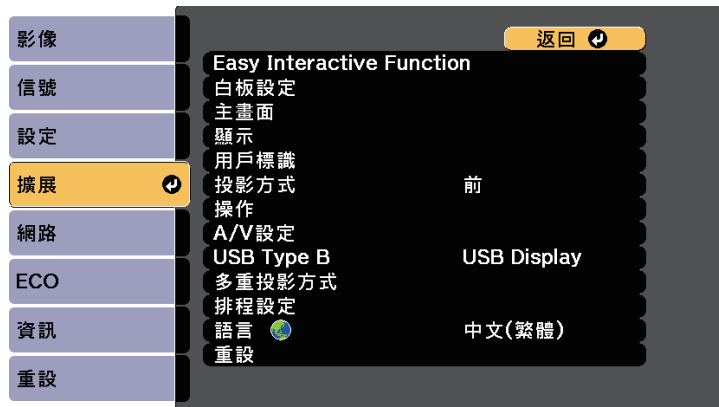 影像
信號
設定
擴展
網路
ECO
資訊
重設
返回
Easy Interactive Function
白板設定
主畫面
顯示
用戶標識
投影方式 前
操作
A/V設定
USB Type B USB Display
多重投影方式
排程設定
語言 中文(繁體)
重設